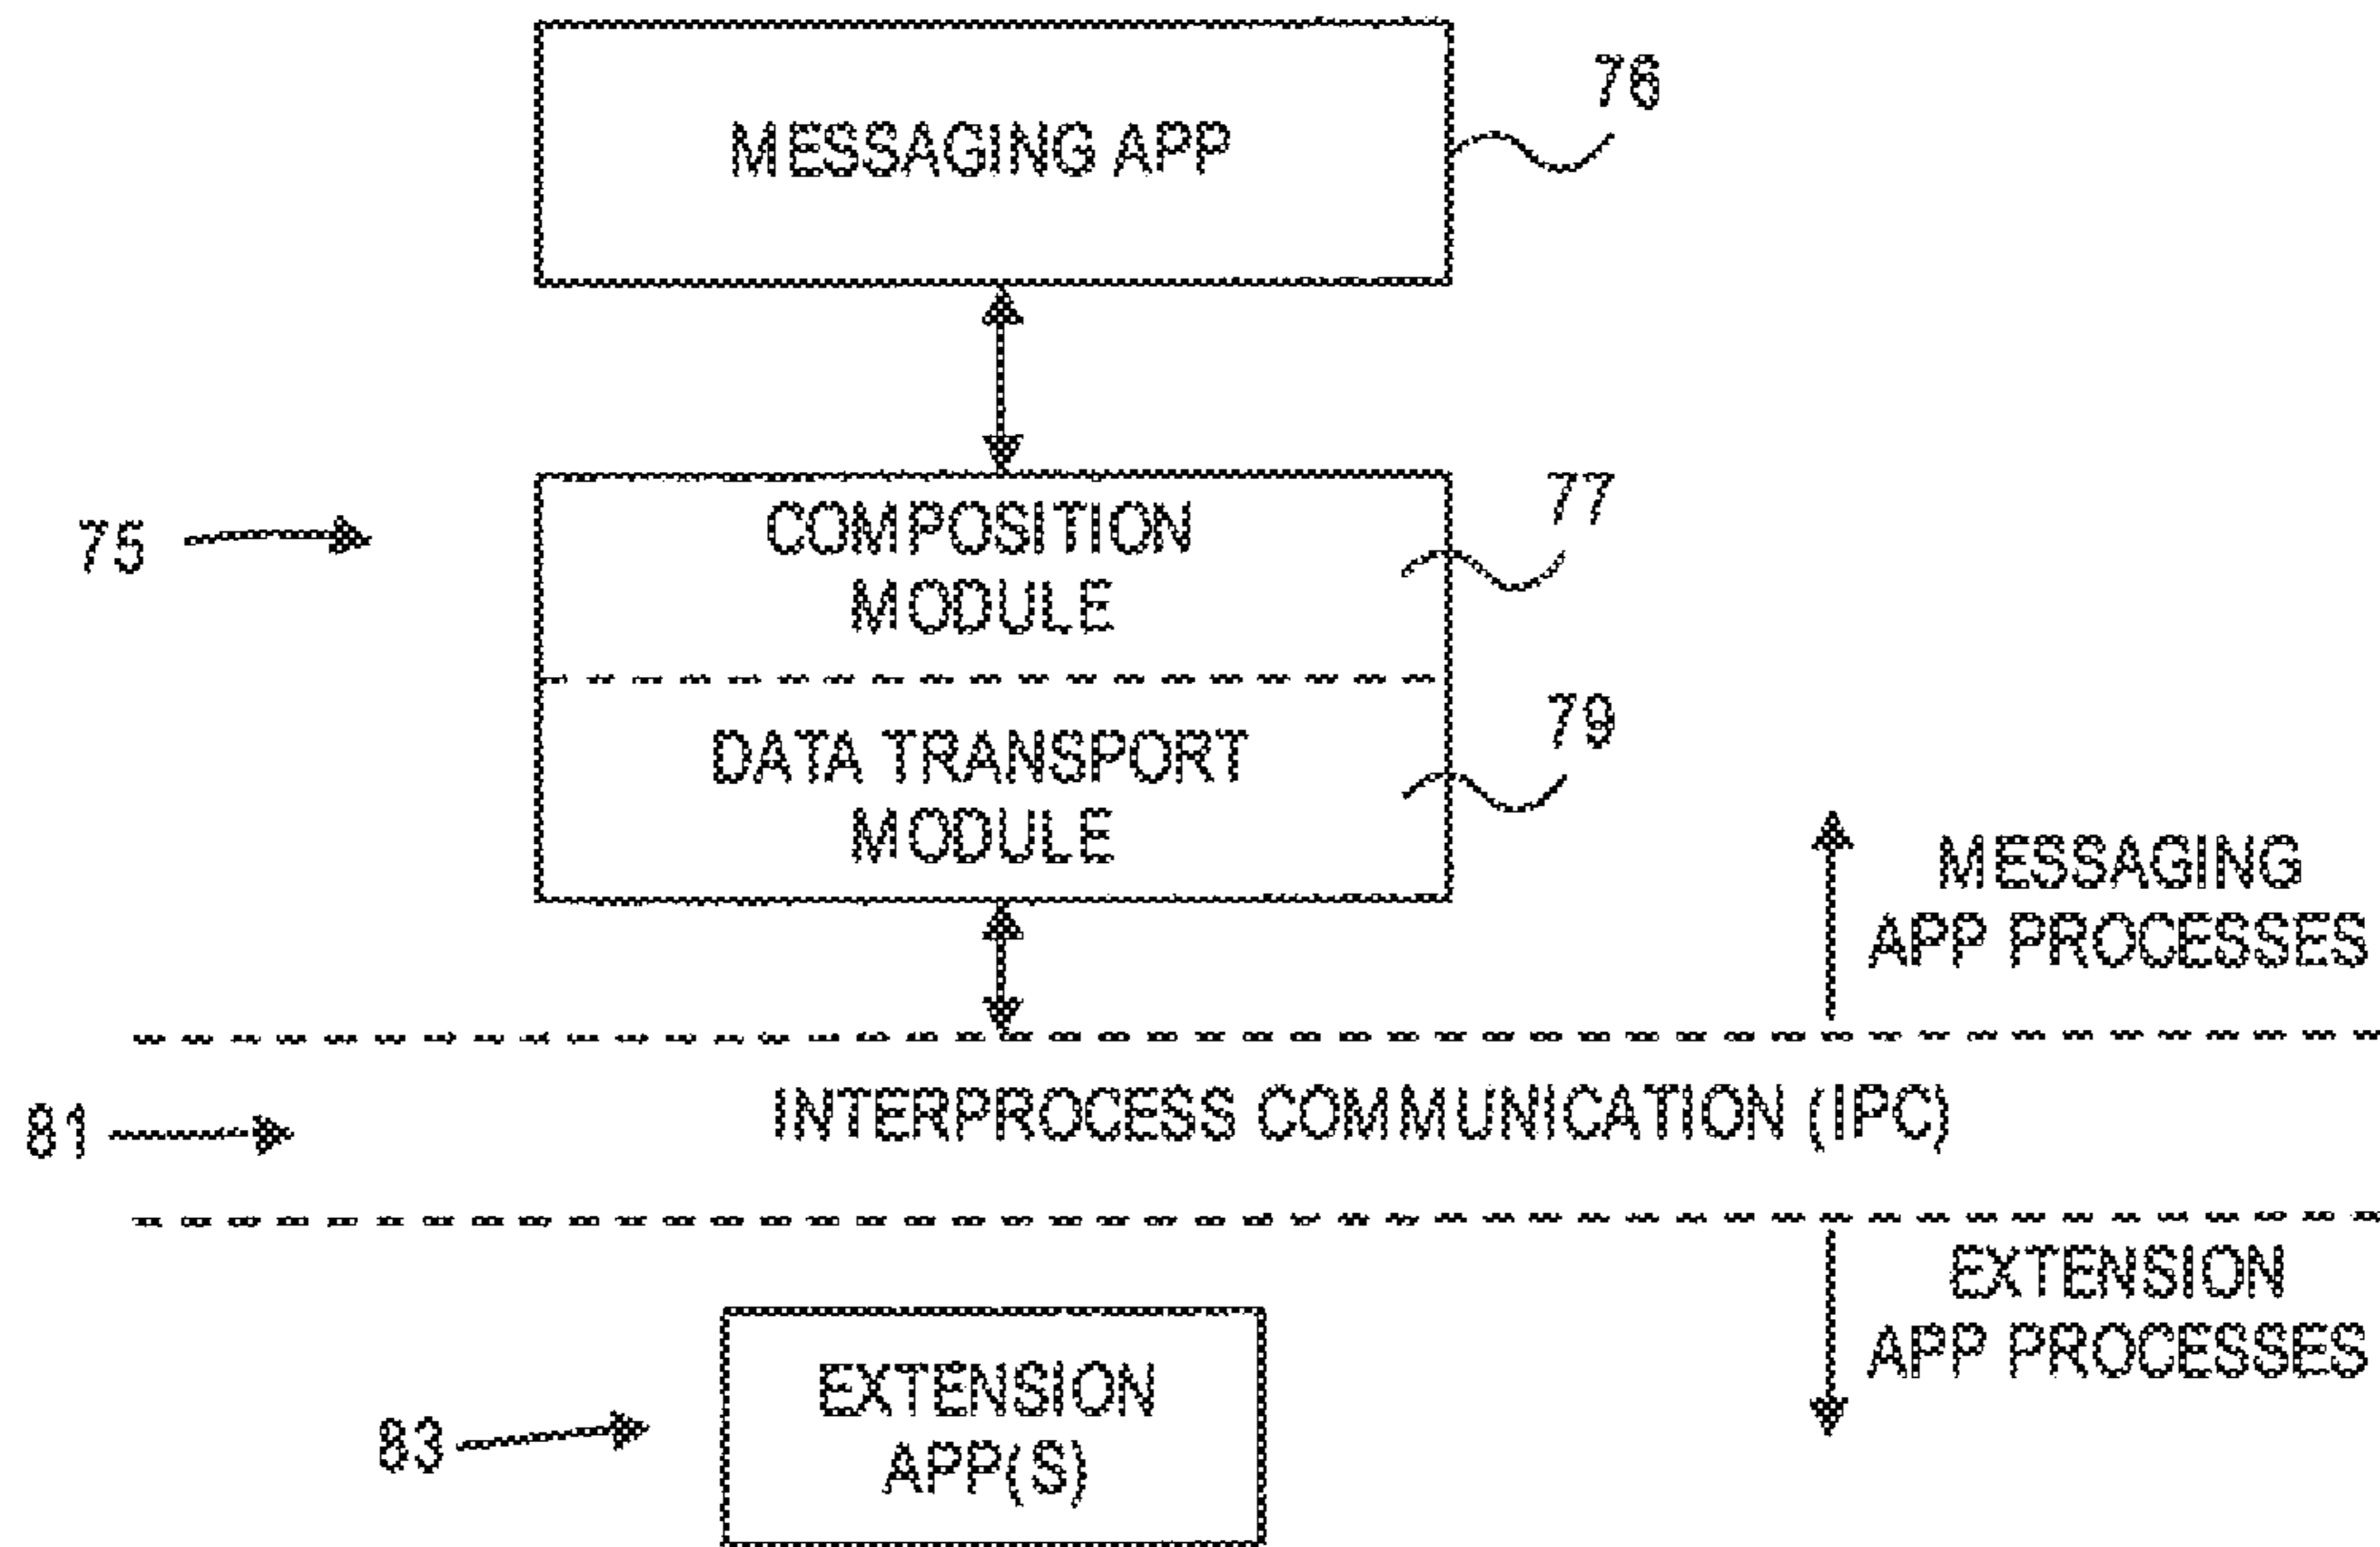 MESSAGING APP
76
75
COMPOSITION
MODULE
77
DATA TRANSPORT
MODULE
79
MESSAGING
APP PROCESSES
81
INTERPROCESS COMMUNICATION (IPC)
EXTENSION
APP PROCESSES
83
EXTENSION
APP(S)